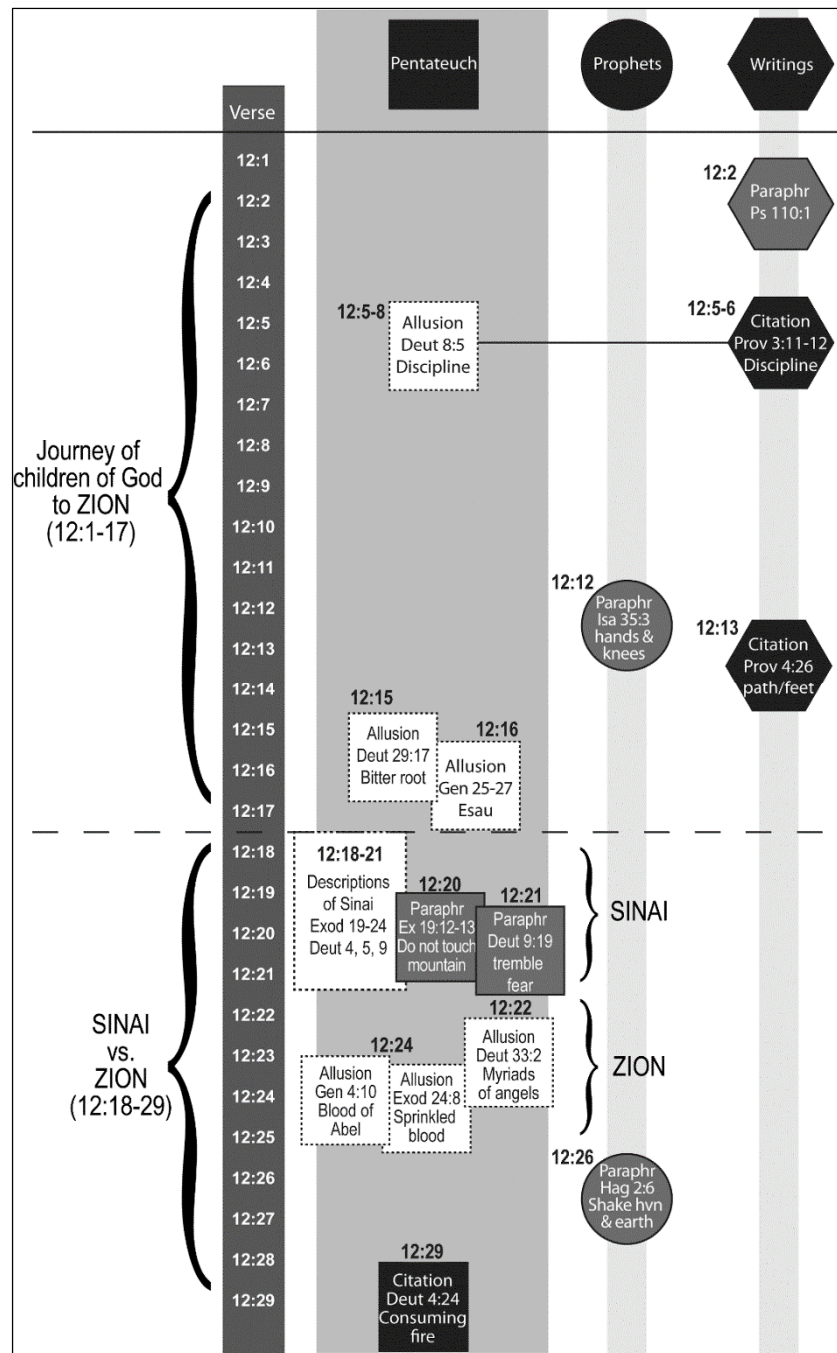 Pentateuch
Prophets
Writings
Verse
12:1
12:2
12:3
12:4
12:5
12:6
12:7
12:8
12:9
12:10
12:11
12:12
12:13
12:14
12:15
12:16
12:17
12:18
12:19
12:20
12:21
12:22
12:23
12:24
12:25
12:26
12:27
12:28
12:29
Journey of
children of God
to ZION
(12:1-17)
SINAI
vs.
ZION
(12:18-29)
12:2
Paraphr
Ps 110:1
12:5-8
Allusion
Deut 8:5
Discipline
12:5-6
Citation
Prov 3:11-12
Discipline
12:12
Paraphr
Isa 35:3
hands &
knees
12:13
Citation
Prov 4:26
path/feet
12:15
Allusion
Deut 29:17
Bitter root
12:16
Allusion
Gen 25-27
Esau
12:18-21
Descriptions
of Sinai
Exod 19-24
Deut 4, 5, 9
12:20
Paraphr
Ex 19:12-13
Do not touch
mountain
12:21
Paraphr
Deut 9:19
tremble
fear
SINAI
12:22
Allusion
Deut 33:2
Myriads
of angels
ZION
12:24
Allusion
Gen 4:10
Blood of
Abel
Allusion
Exod 24:8
Sprinkled
blood
12:26
Paraphr
Hag 2:6
Shake hvn
& earth
12:29
Citation
Deut 4:24
Consuming
fire